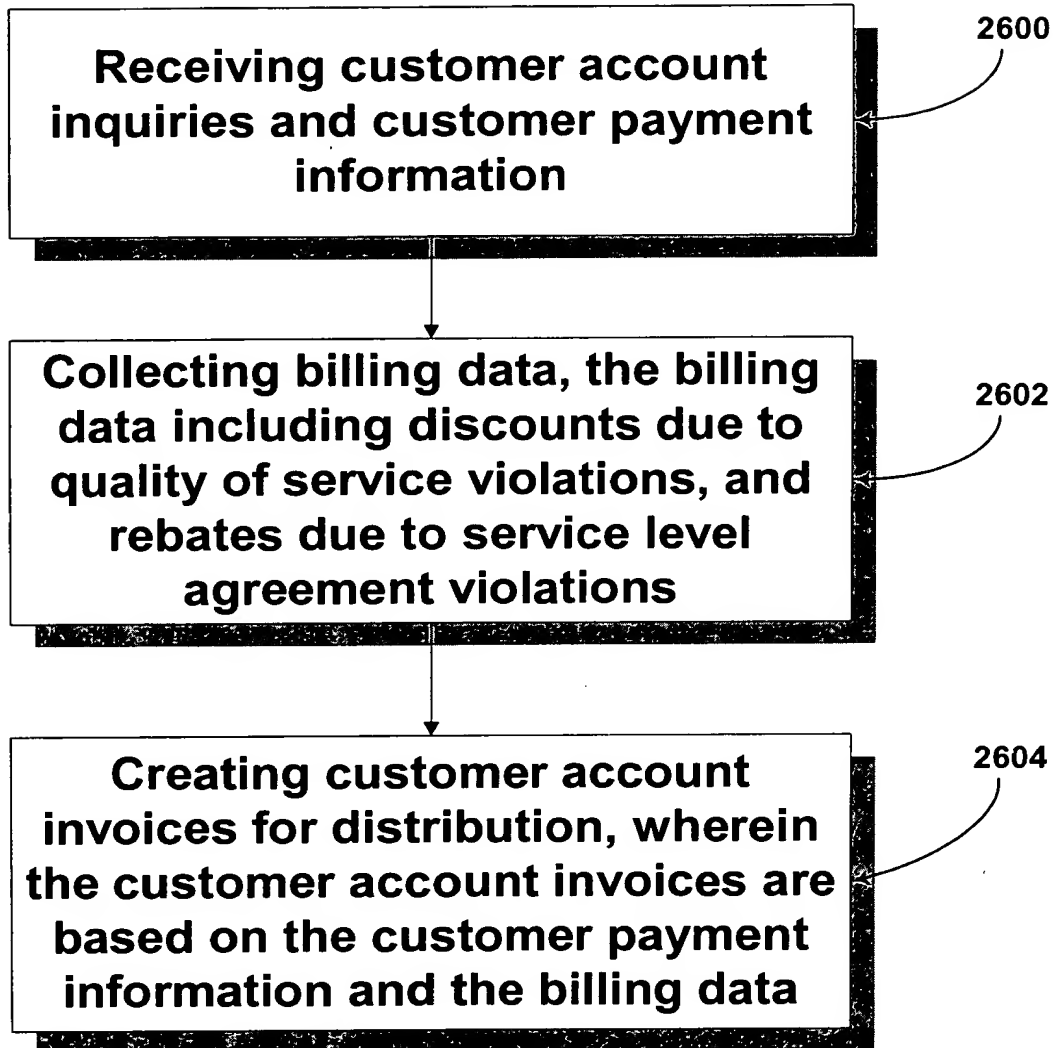 2600
Receiving customer account
inquiries and customer payment
information
2602
Collecting billing data, the billing
data including discounts due to
quality of service violations, and
rebates due to service level
agreement violations
2604
Creating customer account
invoices for distribution, wherein
the customer account invoices are
based on the customer payment
information and the billing data